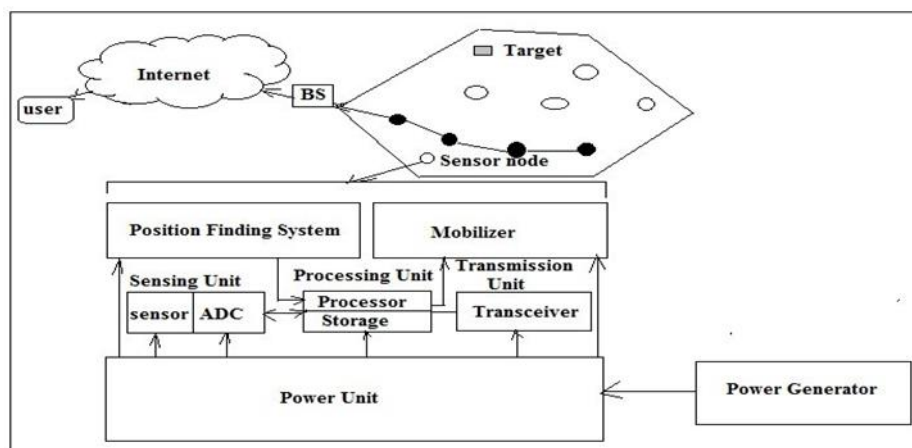 Target
Internet
BS
user
Sensor node
Position Finding System
Mobilizer
Sensing Unit
Processing Unit
Transmission
Unit
sensor
ADC
Processor
Storage
Transceiver
Power Unit
Power Generator